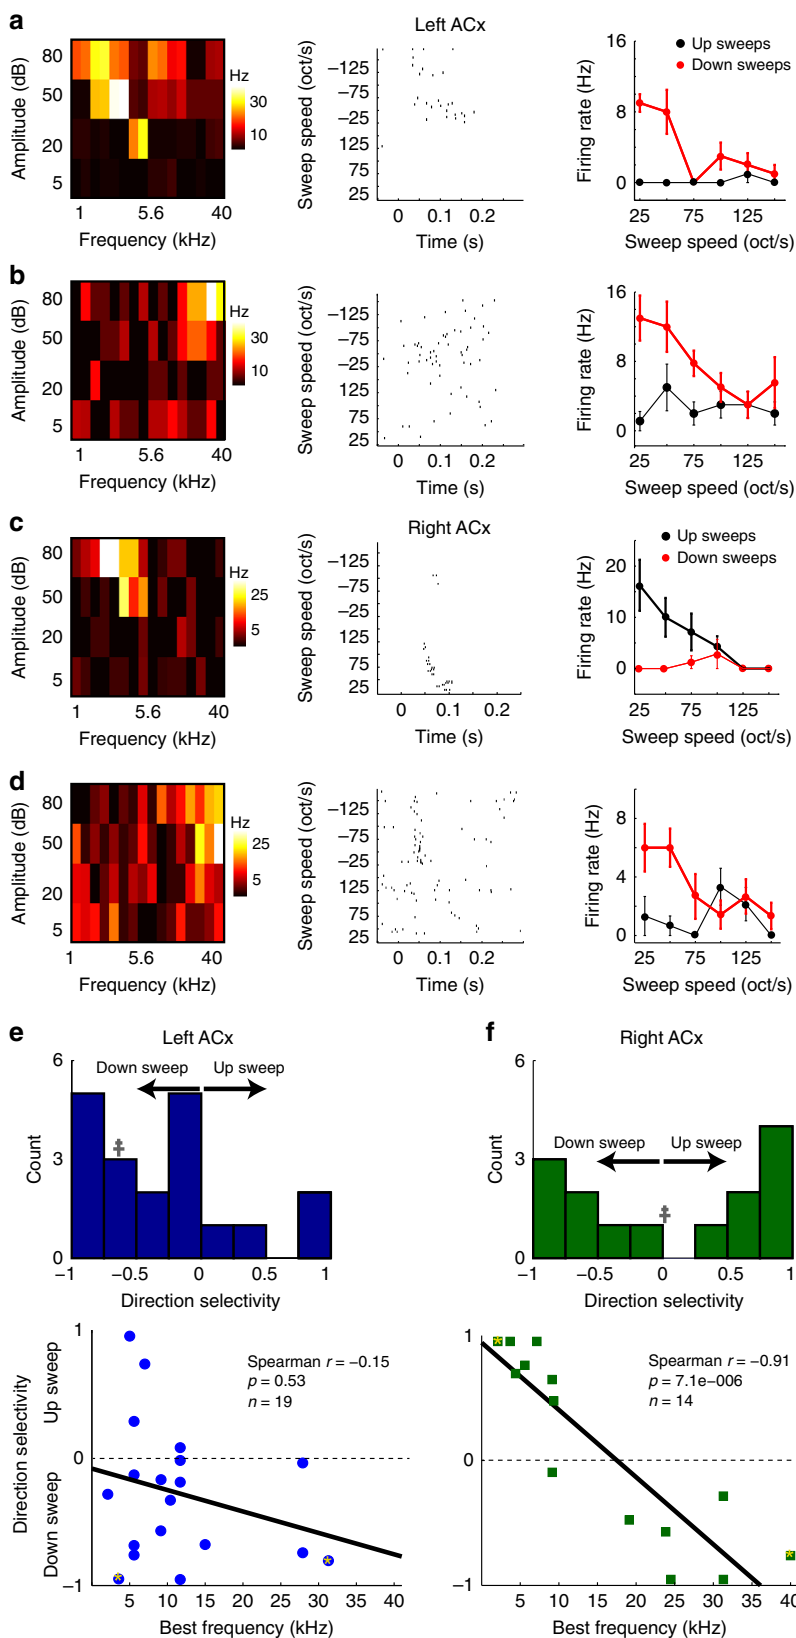 a
Left ACx
Amplitude (dB)
80
50
20
5
1
5.6
40
Frequency (kHz)
Hz
30
10
Sweep speed (oct/s)
−125
−75
−25
125
75
25
0
0.1
0.2
Time (s)
Up sweeps
Down sweeps
Firing rate (Hz)
16
8
0
25
75
125
Sweep speed (oct/s)
b
Amplitude (dB)
80
50
20
5
1
5.6
40
Frequency (kHz)
Hz
30
10
Sweep speed (oct/s)
−125
−75
−25
125
75
25
0
0.1
0.2
Time (s)
Firing rate (Hz)
16
8
0
25
75
125
Sweep speed (oct/s)
c
Right ACx
Amplitude (dB)
80
50
20
5
1
5.6
40
Frequency (kHz)
Hz
25
5
Sweep speed (oct/s)
−125
−75
−25
125
75
25
0
0.1
0.2
Time (s)
Up sweeps
Down sweeps
Firing rate (Hz)
20
10
0
25
75
125
Sweep speed (oct/s)
d
Amplitude (dB)
80
50
20
5
1
5.6
40
Frequency (kHz)
Hz
25
5
Sweep speed (oct/s)
−125
−75
−25
125
75
25
0
0.1
0.2
Time (s)
Firing rate (Hz)
8
4
0
25
75
125
Sweep speed (oct/s)
e
Left ACx
Down sweep
Up sweep
‡
Count
6
3
0
−1
−0.5
0
0.5
1
Direction selectivity
f
Right ACx
Down sweep
Up sweep
‡
6
3
0
−1
−0.5
0
0.5
1
Direction selectivity
Direction selectivity
Down sweep
Up sweep
1
0
−1
Spearman r = −0.15
p = 0.53
n = 19
5
10
15
20
25
30
35
40
Best frequency (kHz)
1
0
−1
Spearman r = −0.91
p = 7.1e−006
n = 14
5
10
15
20
25
30
35
40
Best frequency (kHz)